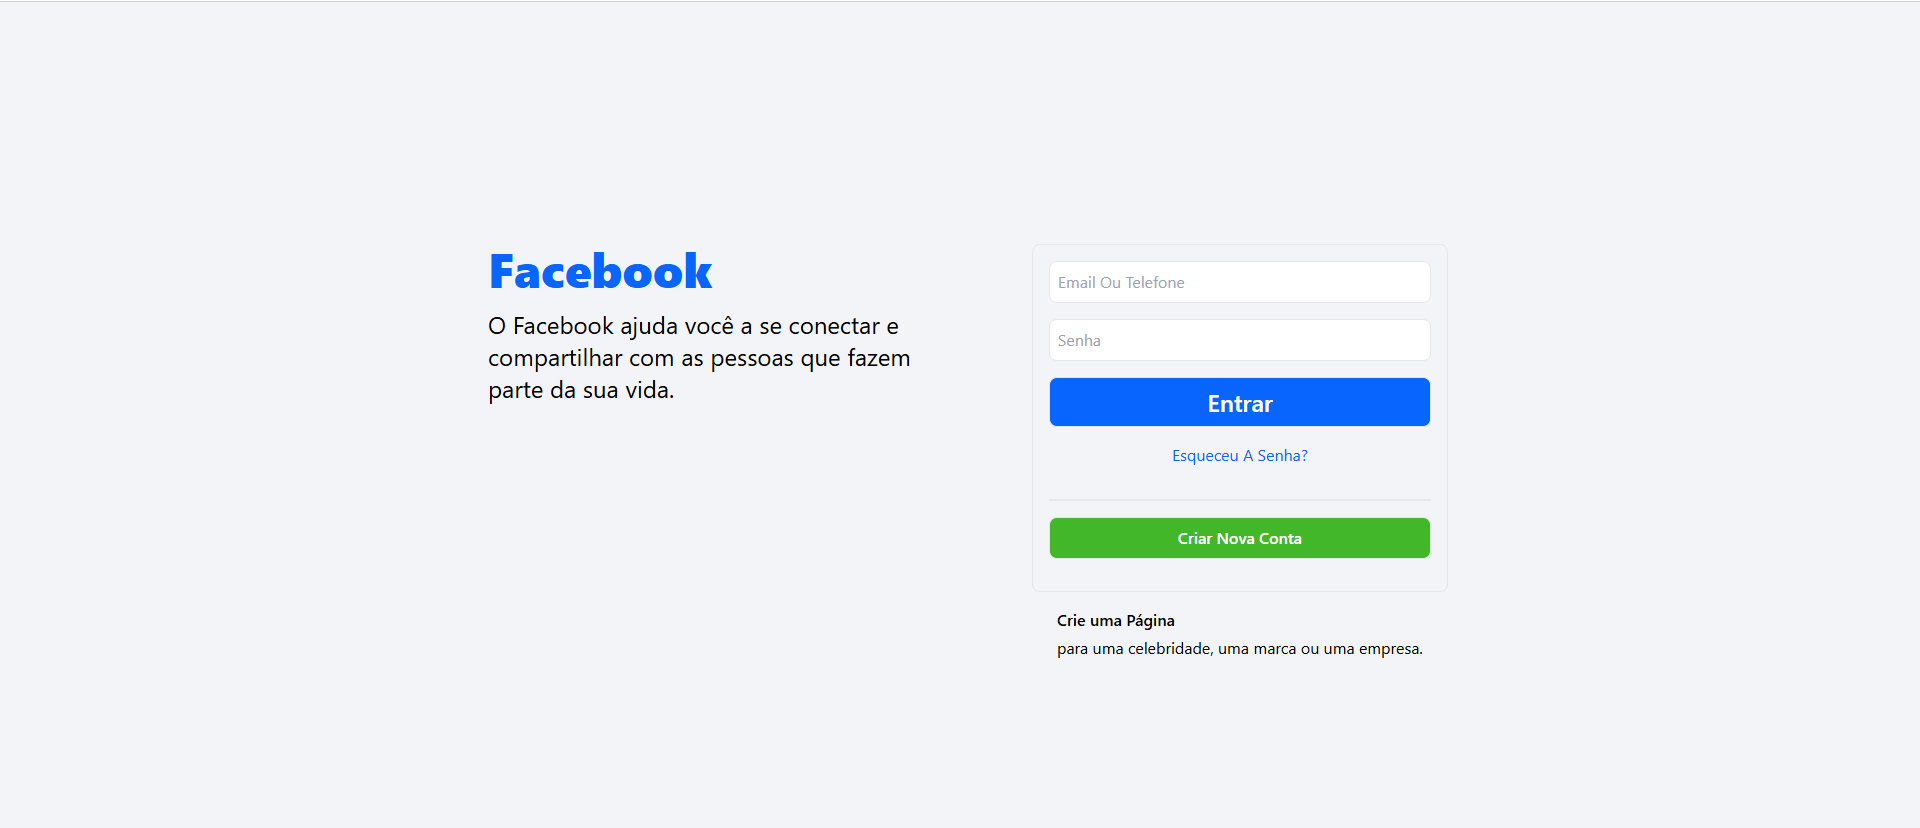 Facebook
O Facebook ajuda você a se conectar e
compartilhar com as pessoas que fazem
parte da sua vida.
Email Ou Telefone
Senha
Entrar
Esqueceu A Senha?
Criar Nova Conta
Crie uma Página
para uma celebridade, uma marca ou uma empresa.